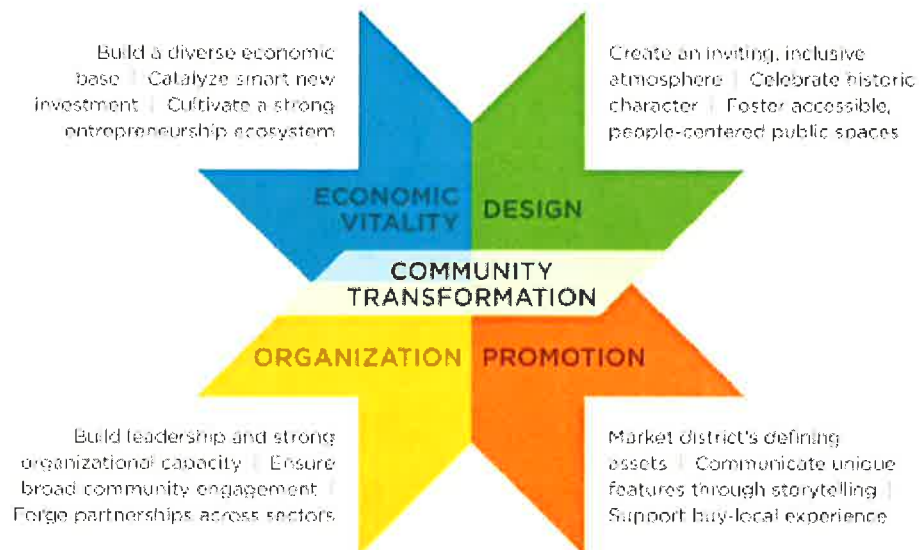 Build a diverse economic
base | Catalyze smart new
investment | Cultivate a strong
entrepreneurship ecosystem
Create an inviting, inclusive
atmosphere | Celebrate historic
character | Foster accessible,
people-centered public spaces
ECONOMIC
VITALITY
DESIGN
COMMUNITY
TRANSFORMATION
ORGANIZATION
PROMOTION
Build leadership and strong
organizational capacity | Ensure
broad community engagement |
Forge partnerships across sectors
Market district's defining
assets | Communicate unique
features through storytelling |
Support buy-local experience